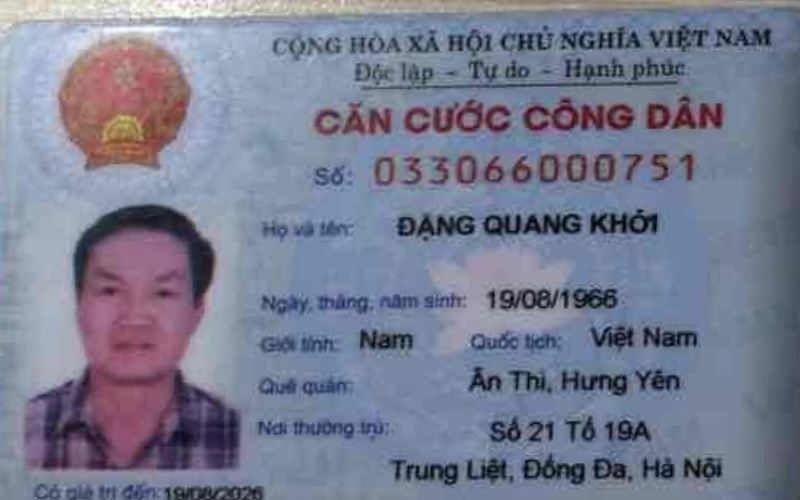 CỘNG HÒA XÃ HỘI CHỦ NGHĨA VIỆT NAM
Độc lập - Tự do - Hạnh phúc
CĂN CƯỚC CÔNG DÂN
Số: 033066000751
Họ và tên: ĐẶNG QUANG KHỞI
Ngày, tháng, năm sinh: 19/08/1966
Giới tính: Nam Quốc tịch: Việt Nam
Quê quán: Ân Thi, Hưng Yên
Nơi thường trú: Số 21 Tổ 19A
Trung Liệt, Đống Đa, Hà Nội
Có giá trị đến: 19/08/2026